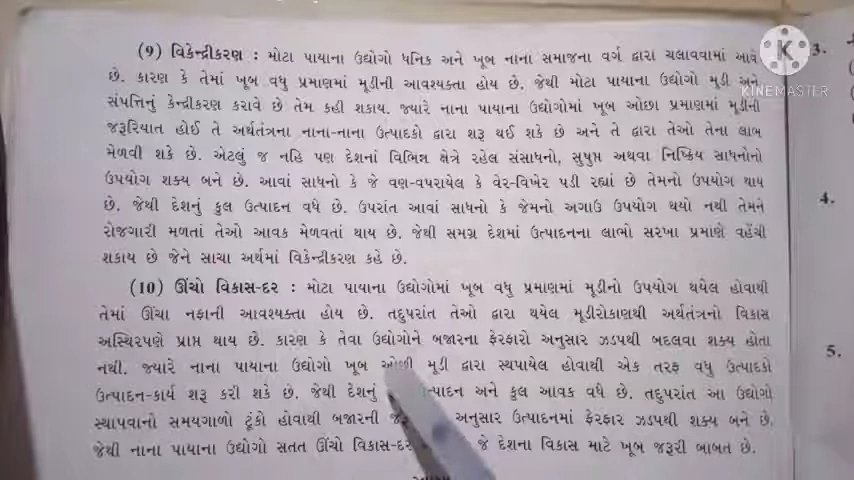 (9) વિકેન્દ્રીકરણ : મોટા પાયાના ઉદ્યોગો ધનિક અને ખૂબ નાના સમાજના વર્ગ દ્વારા ચલાવવામાં આવે
છે. કારણ કે તેમાં ખૂબ વધુ પ્રમાણમાં મૂડીની આવશ્યક્તા હોય છે. જેથી મોટા પાયાના ઉદ્યોગો મુડી અને
સંપત્તિનું કેન્દ્રીકરણ કરાવે છે તેમ કહી શકાય. જ્યારે નાના પાયાના ઉદ્યોગોમાં ખૂબ ઓછા પ્રમાણમાં મૂડીની
જરૂરિયાત હોઈ તે અર્થતંત્રના નાના-નાના ઉત્પાદકો દ્વારા શરૂ થઈ શકે છે અને તે દ્વારા તેઓ તેના લાભ
મેળવી શકે છે. એટલું જ નહિ પણ દેશનાં વિભિન્ન ક્ષેત્રે રહેલ સંસાધનો, સુષુપ્ત અથવા નિષ્ક્રિય સાધનોનો
ઉપયોગ શક્ય બને છે. આવાં સાધનો કે જે વણ-વપરાયેલ કે વેર-વિખેર પડી રહ્યાં છે તેમનો ઉપયોગ થાય
છે. જેથી દેશનું કુલ ઉત્પાદન વધે છે. ઉપરાંત આવાં સાધનો કે જેમનો અગાઉ ઉપયોગ થયો નથી તેમને
રોજગારી મળતાં તેઓ આવક મેળવતાં થાય છે. જેથી સમગ્ર દેશમાં ઉત્પાદનના લાભો સરખા પ્રમાણે વહેંચી
શકાય છે જેને સાચા અર્થમાં વિકેન્દ્રીકરણ કહે છે.
(10) ઊંચો વિકાસ-દર : મોટા પાયાના ઉદ્યોગોમાં ખૂબ વધુ પ્રમાણમાં મૂડીનો ઉપયોગ થયેલ હોવાથી
તેમાં ઊંચા નફાની આવશ્યક્તા હોય છે. તદુપરાંત તેઓ દ્વારા થયેલ મૂડીરોકાણથી અર્થતંત્રનો વિકાસ
અસ્થિરપણે પ્રાપ્ત થાય છે. કારણ કે તેવા ઉદ્યોગોને બજારના ફેરફારો અનુસાર ઝડપથી બદલવા શક્ય હોતા
નથી. જ્યારે નાના પાયાના ઉદ્યોગો ખૂબ ઓછી મૂડી દ્વારા સ્થપાયેલ હોવાથી એક તરફ વધુ ઉત્પાદકો
ઉત્પાદન-કાર્ય શરૂ કરી શકે છે. જેથી દેશનું અને કુલ આવક વધે છે. તદુપરાંત આ ઉદ્યોગો
સ્થાપવાનો સમયગાળો ટૂંકો હોવાથી બજારની અનુસાર ઉત્પાદનમાં ફેરફાર ઝડપથી શક્ય બને છે.
જેથી નાના પાયાના ઉદ્યોગો સતત ઊંચો વિકાસ-દર જે દેશના વિકાસ માટે ખૂબ જરૂરી બાબત છે.
3.
4.
5.
KINEMASTER